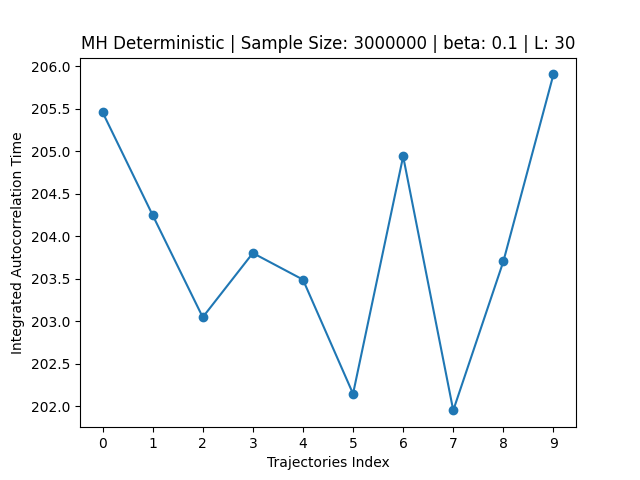 MH Deterministic | Sample Size: 3000000 | beta: 0.1 | L: 30
206.0
205.5
205.0
204.5
204.0
203.5
203.0
202.5
202.0
Integrated Autocorrelation Time
0 1 2 3 4 5 6 7 8 9
Trajectories Index